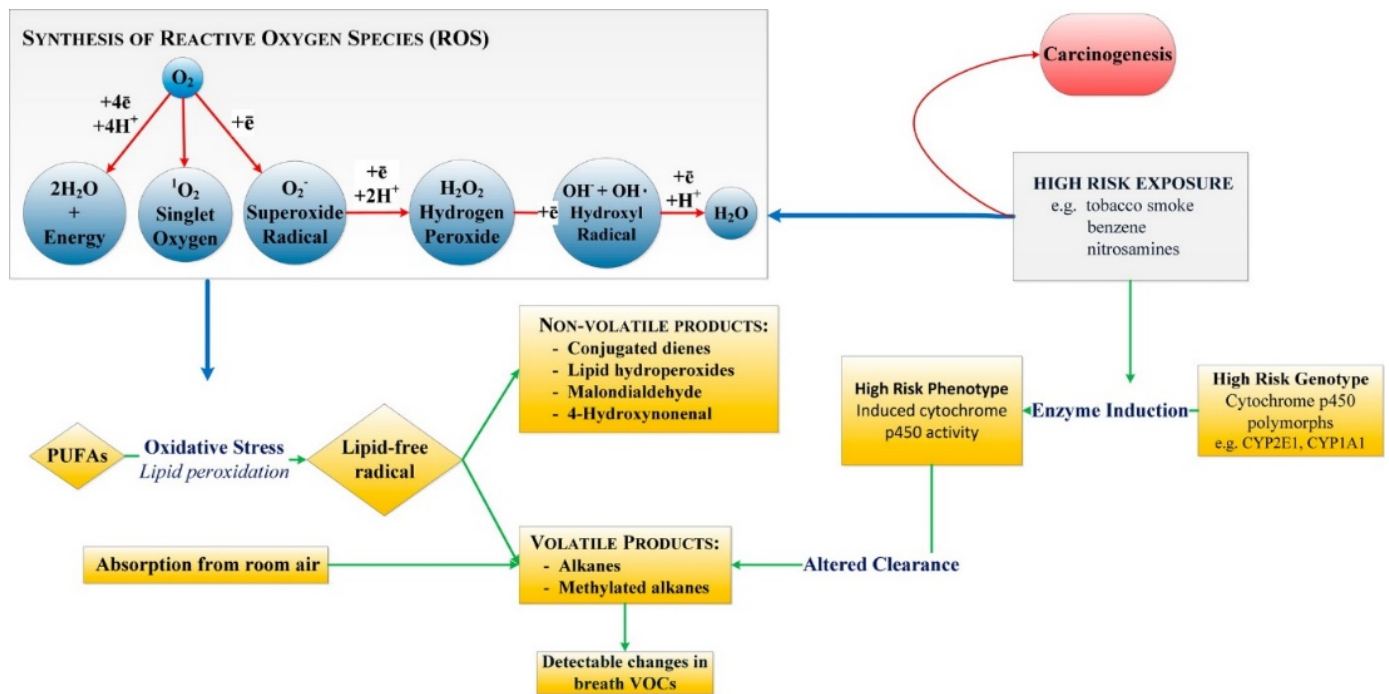 SYNTHESIS OF REACTIVE OXYGEN SPECIES (ROS)
O₂
+4ē
+4H⁺
+ē
2H₂O
+
Energy
¹O₂
Singlet
Oxygen
O₂⁻
Superoxide
Radical
+ē
+2H⁺
H₂O₂
Hydrogen
Peroxide
+ē
OH⁻ + OH·
Hydroxyl
Radical
+ē
+H⁺
H₂O
Carcinogenesis
HIGH RISK EXPOSURE
e.g. tobacco smoke
benzene
nitrosamines
NON-VOLATILE PRODUCTS:
- Conjugated dienes
- Lipid hydroperoxides
- Malondialdehyde
- 4-Hydroxynonenal
High Risk Phenotype
Induced cytochrome
p450 activity
Enzyme Induction
High Risk Genotype
Cytochrome p450
polymorphs
e.g. CYP2E1, CYP1A1
PUFAs
Oxidative Stress
Lipid peroxidation
Lipid-free
radical
Absorption from room air
VOLATILE PRODUCTS:
- Alkanes
- Methylated alkanes
Altered Clearance
Detectable changes in
breath VOCs